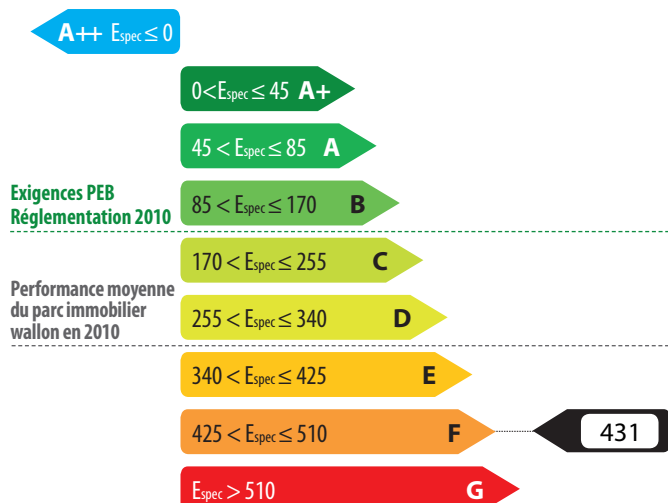 A++ Espec ≤ 0
0<Espec ≤ 45 A+
45 < Espec ≤ 85 A
Exigences PEB
Réglementation 2010
85 < Espec ≤ 170 B
170 < Espec ≤ 255 C
Performance moyenne
du parc immobilier
wallon en 2010
255 < Espec ≤ 340 D
340 < Espec ≤ 425 E
425 < Espec ≤ 510 F
431
Espec > 510 G